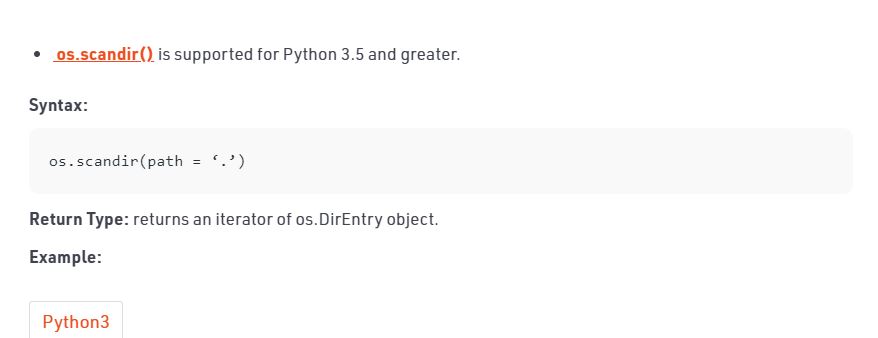 • os.scandir() is supported for Python 3.5 and greater.
Syntax:
os.scandir(path = ‘.’)
Return Type: returns an iterator of os.DirEntry object.
Example:
Python3